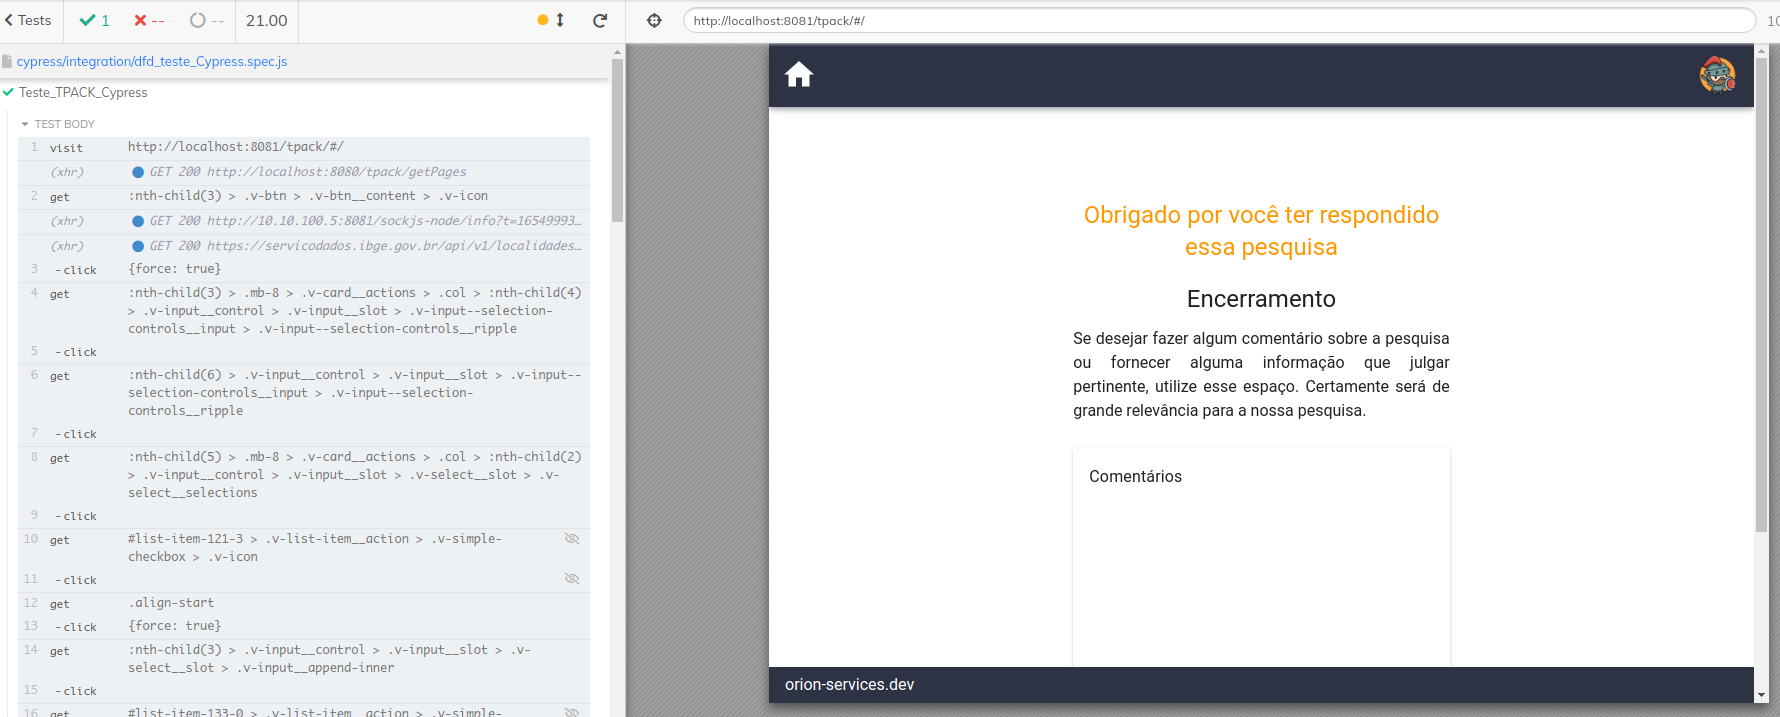 Tests
1
--
--
21.00
http://localhost:8081/tpack/#/
10
cypress/integration/dfd_teste_Cypress.spec.js
Teste_TPACK_Cypress
TEST BODY
1 visit http://localhost:8081/tpack/#/
(xhr) GET 200 http://localhost:8080/tpack/getPages
2 get :nth-child(3) > .v-btn > .v-btn__content > .v-icon
(xhr) GET 200 http://10.10.100.5:8081/sockjs-node/info?t=16549993…
(xhr) GET 200 https://servicodados.ibge.gov.br/api/v1/localidades…
3 -click {force: true}
4 get :nth-child(3) > .mb-8 > .v-card__actions > .col > :nth-child(4)
> .v-input__control > .v-input__slot > .v-input--selection-
controls__input > .v-input--selection-controls__ripple
5 -click
6 get :nth-child(6) > .v-input__control > .v-input__slot > .v-input--
selection-controls__input > .v-input--selection-
controls__ripple
7 -click
8 get :nth-child(5) > .mb-8 > .v-card__actions > .col > :nth-child(2)
> .v-input__control > .v-input__slot > .v-select__slot > .v-
select__selections
9 -click
10 get #list-item-121-3 > .v-list-item__action > .v-simple-
checkbox > .v-icon
11 -click
12 get .align-start
13 -click {force: true}
14 get :nth-child(3) > .v-input__control > .v-input__slot > .v-
select__slot > .v-input__append-inner
15 -click
16 get #list-item-133-0 > .v-list-item__action > .v-simple-
Obrigado por você ter respondido
essa pesquisa
Encerramento
Se desejar fazer algum comentário sobre a pesquisa
ou fornecer alguma informação que julgar
pertinente, utilize esse espaço. Certamente será de
grande relevância para a nossa pesquisa.
Comentários
orion-services.dev